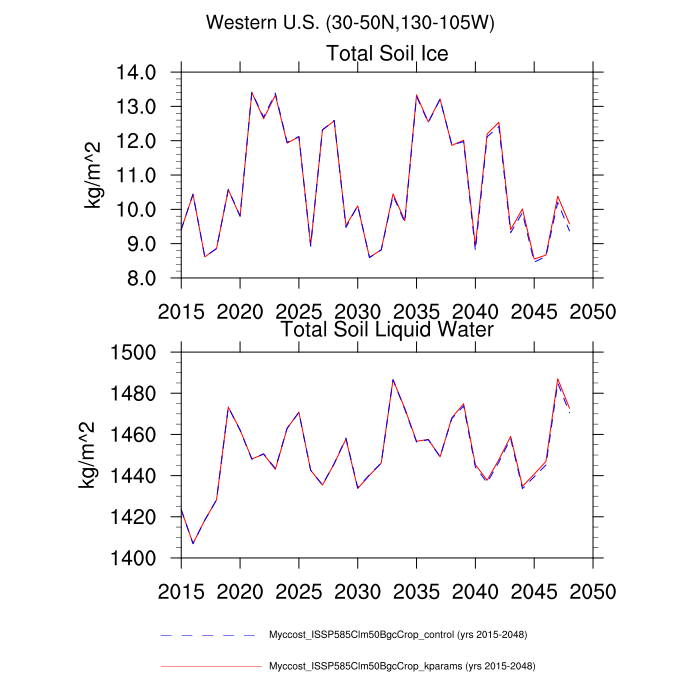 Western U.S. (30-50N,130-105W)
Total Soil Ice
14.0
13.0
12.0
11.0
10.0
9.0
8.0
kg/m^2
2015 2020 2025 2030 2035 2040 2045 2050
Total Soil Liquid Water
1500
1480
1460
1440
1420
1400
kg/m^2
2015 2020 2025 2030 2035 2040 2045 2050
Myccost_ISSP585Clm50BgcCrop_control (yrs 2015-2048)
Myccost_ISSP585Clm50BgcCrop_kparams (yrs 2015-2048)